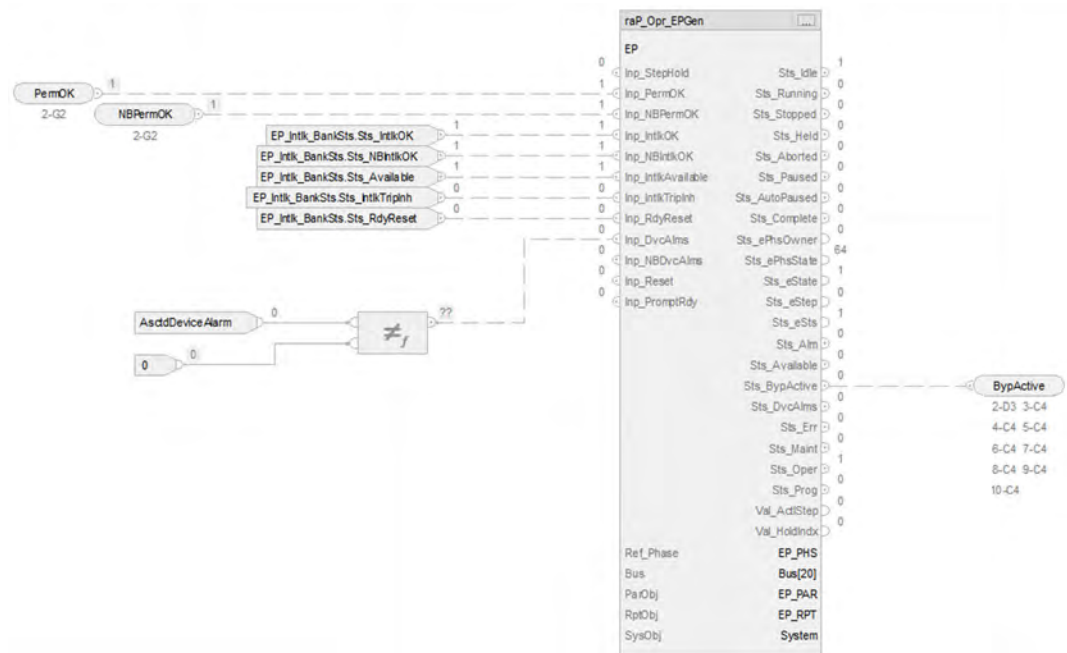 raP_Opr_EPGen ...
EP
0 Inp_StepHold Sts_Idle 1
PermOK 1 1 Inp_PermOK Sts_Running 0
2-G2
NBPermOK 1 1 Inp_NBPermOK Sts_Stopped 0
2-G2
EP_Intlk_BankSts.Sts_IntlkOK 1 1 Inp_IntlkOK Sts_Held 0
EP_Intlk_BankSts.Sts_NBIntlkOK 1 1 Inp_NBIntlkOK Sts_Aborted 0
EP_Intlk_BankSts.Sts_Available 1 1 Inp_IntlkAvailable Sts_Paused 0
EP_Intlk_BankSts.Sts_IntlkTripInh 0 0 Inp_IntlkTripInh Sts_AutoPaused 0
EP_Intlk_BankSts.Sts_RdyReset 0 0 Inp_RdyReset Sts_Complete 0
0 Inp_DvcAlms Sts_ePhsOwner 0
0 Inp_NBDvcAlms Sts_ePhsState 64
0 Inp_Reset Sts_eState 1
0 Inp_PromptRdy Sts_eStep 0
AsctdDeviceAlarm 0 ≠f ?? Sts_eSts 1
Sts_Alm 0
0 0 Sts_Available 0
Sts_BypActive 0 BypActive
Sts_DvcAlms 0 2-D3 3-C4
Sts_Err 0 4-C4 5-C4
Sts_Maint 0 6-C4 7-C4
Sts_Oper 1 8-C4 9-C4
Sts_Prog 0 10-C4
Val_ActlStep 0
Val_HoldIndx 0
Ref_Phase EP_PHS
Bus Bus[20]
ParObj EP_PAR
RptObj EP_RPT
SysObj System